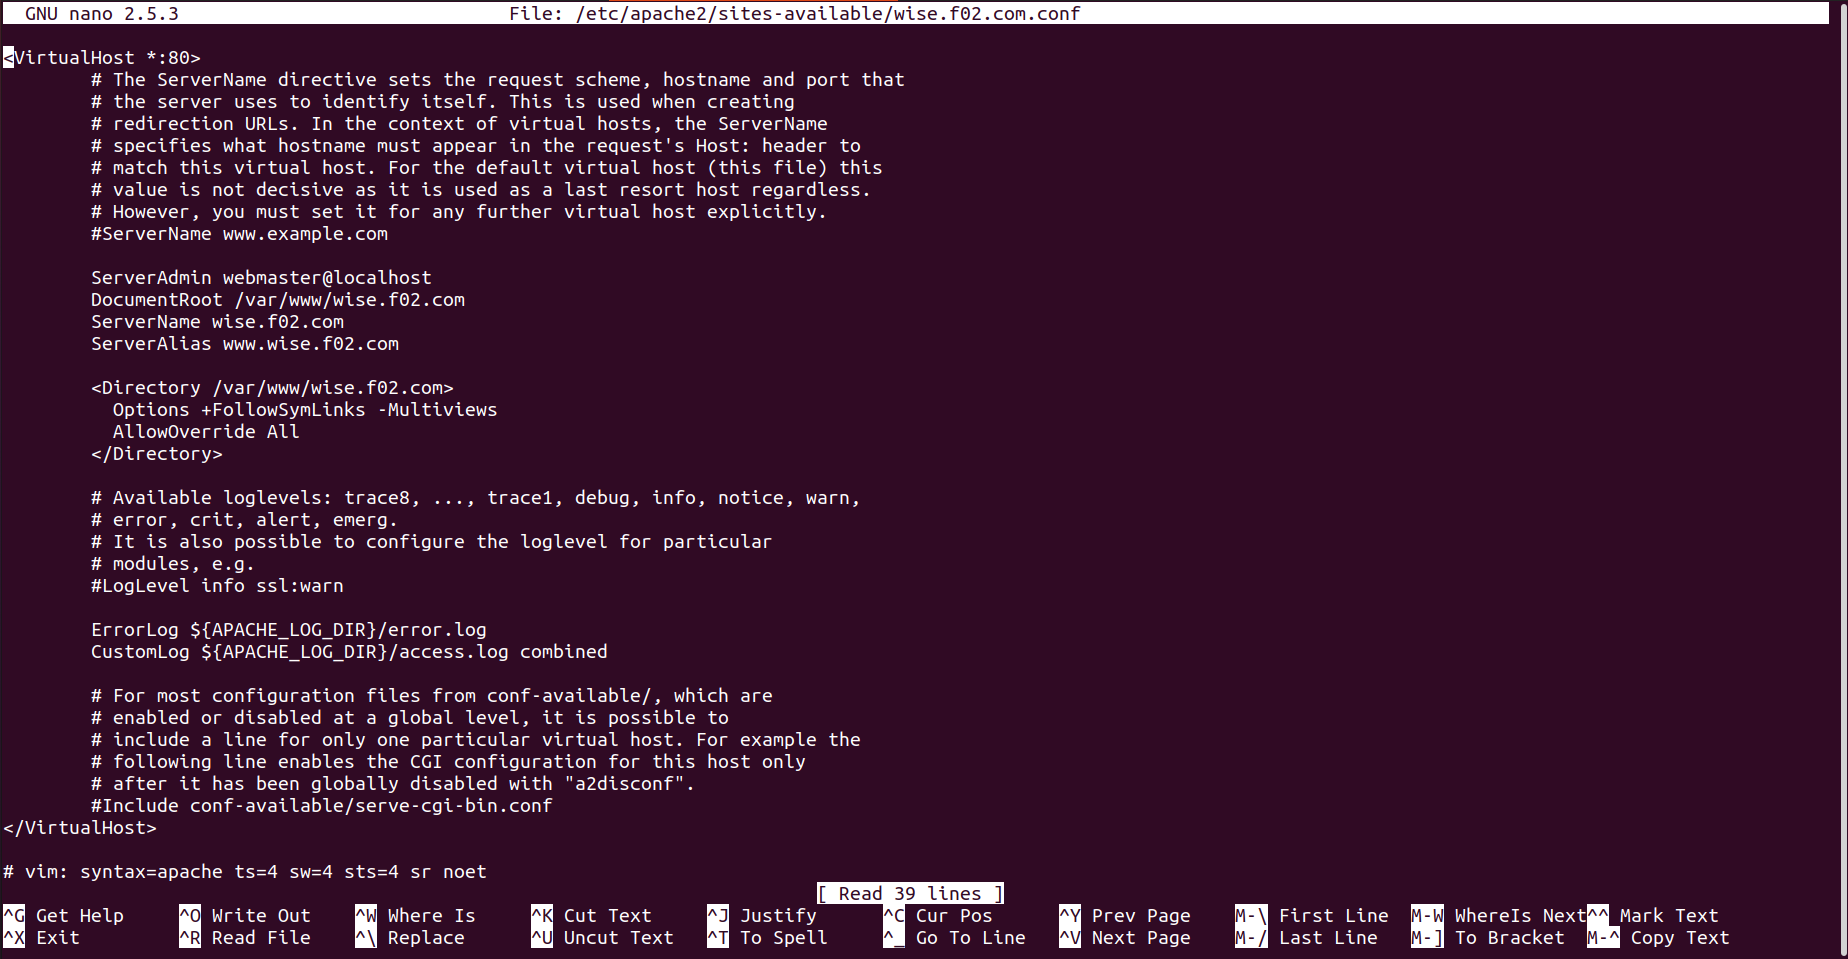 GNU nano 2.5.3 File: /etc/apache2/sites-available/wise.f02.com.conf
<VirtualHost *:80>
# The ServerName directive sets the request scheme, hostname and port that
# the server uses to identify itself. This is used when creating
# redirection URLs. In the context of virtual hosts, the ServerName
# specifies what hostname must appear in the request's Host: header to
# match this virtual host. For the default virtual host (this file) this
# value is not decisive as it is used as a last resort host regardless.
# However, you must set it for any further virtual host explicitly.
#ServerName www.example.com
ServerAdmin webmaster@localhost
DocumentRoot /var/www/wise.f02.com
ServerName wise.f02.com
ServerAlias www.wise.f02.com
<Directory /var/www/wise.f02.com>
Options +FollowSymLinks -Multiviews
AllowOverride All
</Directory>
# Available loglevels: trace8, ..., trace1, debug, info, notice, warn,
# error, crit, alert, emerg.
# It is also possible to configure the loglevel for particular
# modules, e.g.
#LogLevel info ssl:warn
ErrorLog ${APACHE_LOG_DIR}/error.log
CustomLog ${APACHE_LOG_DIR}/access.log combined
# For most configuration files from conf-available/, which are
# enabled or disabled at a global level, it is possible to
# include a line for only one particular virtual host. For example the
# following line enables the CGI configuration for this host only
# after it has been globally disabled with "a2disconf".
#Include conf-available/serve-cgi-bin.conf
</VirtualHost>
# vim: syntax=apache ts=4 sw=4 sts=4 sr noet
[ Read 39 lines ]
^G Get Help ^O Write Out ^W Where Is ^K Cut Text ^J Justify ^C Cur Pos ^Y Prev Page M-\ First Line M-W WhereIs Next ^^ Mark Text
^X Exit ^R Read File ^\ Replace ^U Uncut Text ^T To Spell ^_ Go To Line ^V Next Page M-/ Last Line M-] To Bracket M-^ Copy Text